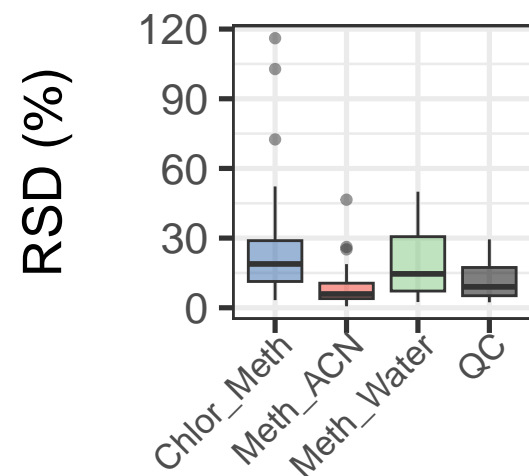 RSD (%)
120
90
60
30
0
Chlor_Meth
Meth_ACN
Meth_Water
QC